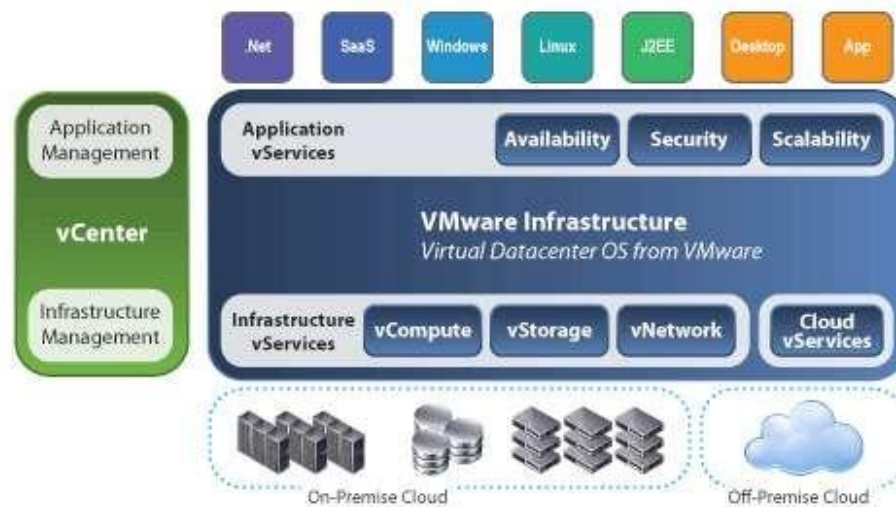 .Net
SaaS
Windows
Linux
J2EE
Desktop
App
Application
Management
vCenter
Infrastructure
Management
Application
vServices
Availability
Security
Scalability
VMware Infrastructure
Virtual Datacenter OS from VMware
Infrastructure
vServices
vCompute
vStorage
vNetwork
Cloud
vServices
On-Premise Cloud
Off-Premise Cloud